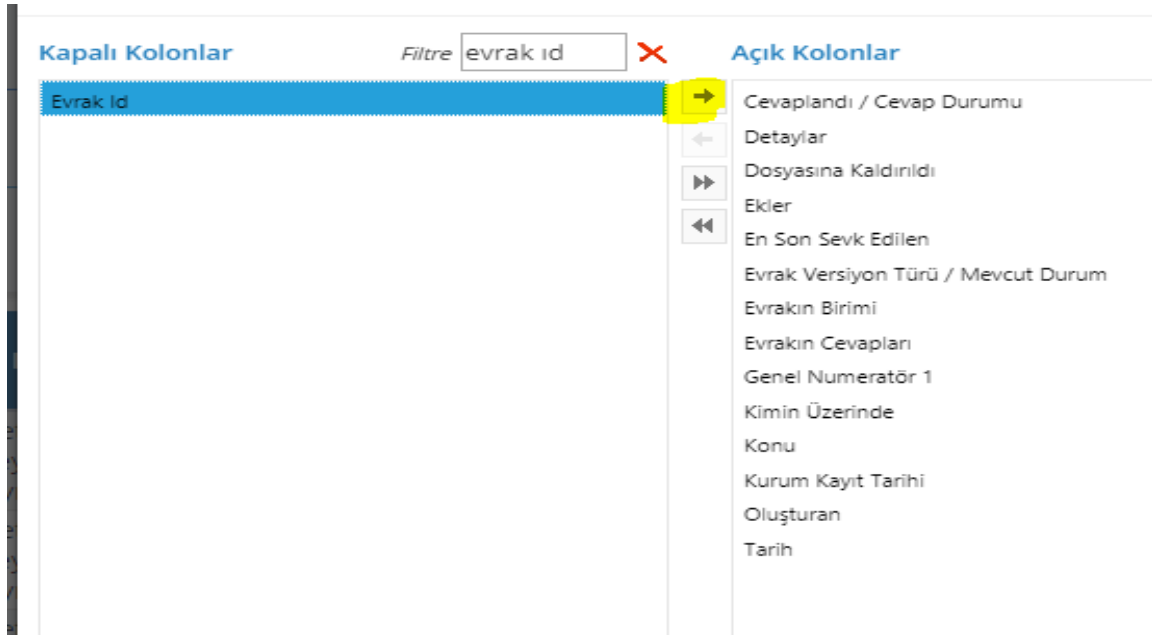 Kapalı Kolonlar
Filtre evrak ıd
Evrak Id
Açık Kolonlar
Cevaplandı / Cevap Durumu
Detaylar
Dosyasına Kaldırıldı
Ekler
En Son Sevk Edilen
Evrak Versiyon Türü / Mevcut Durum
Evrakın Birimi
Evrakın Cevapları
Genel Numeratör 1
Kimin Üzerinde
Konu
Kurum Kayıt Tarihi
Oluşturan
Tarih